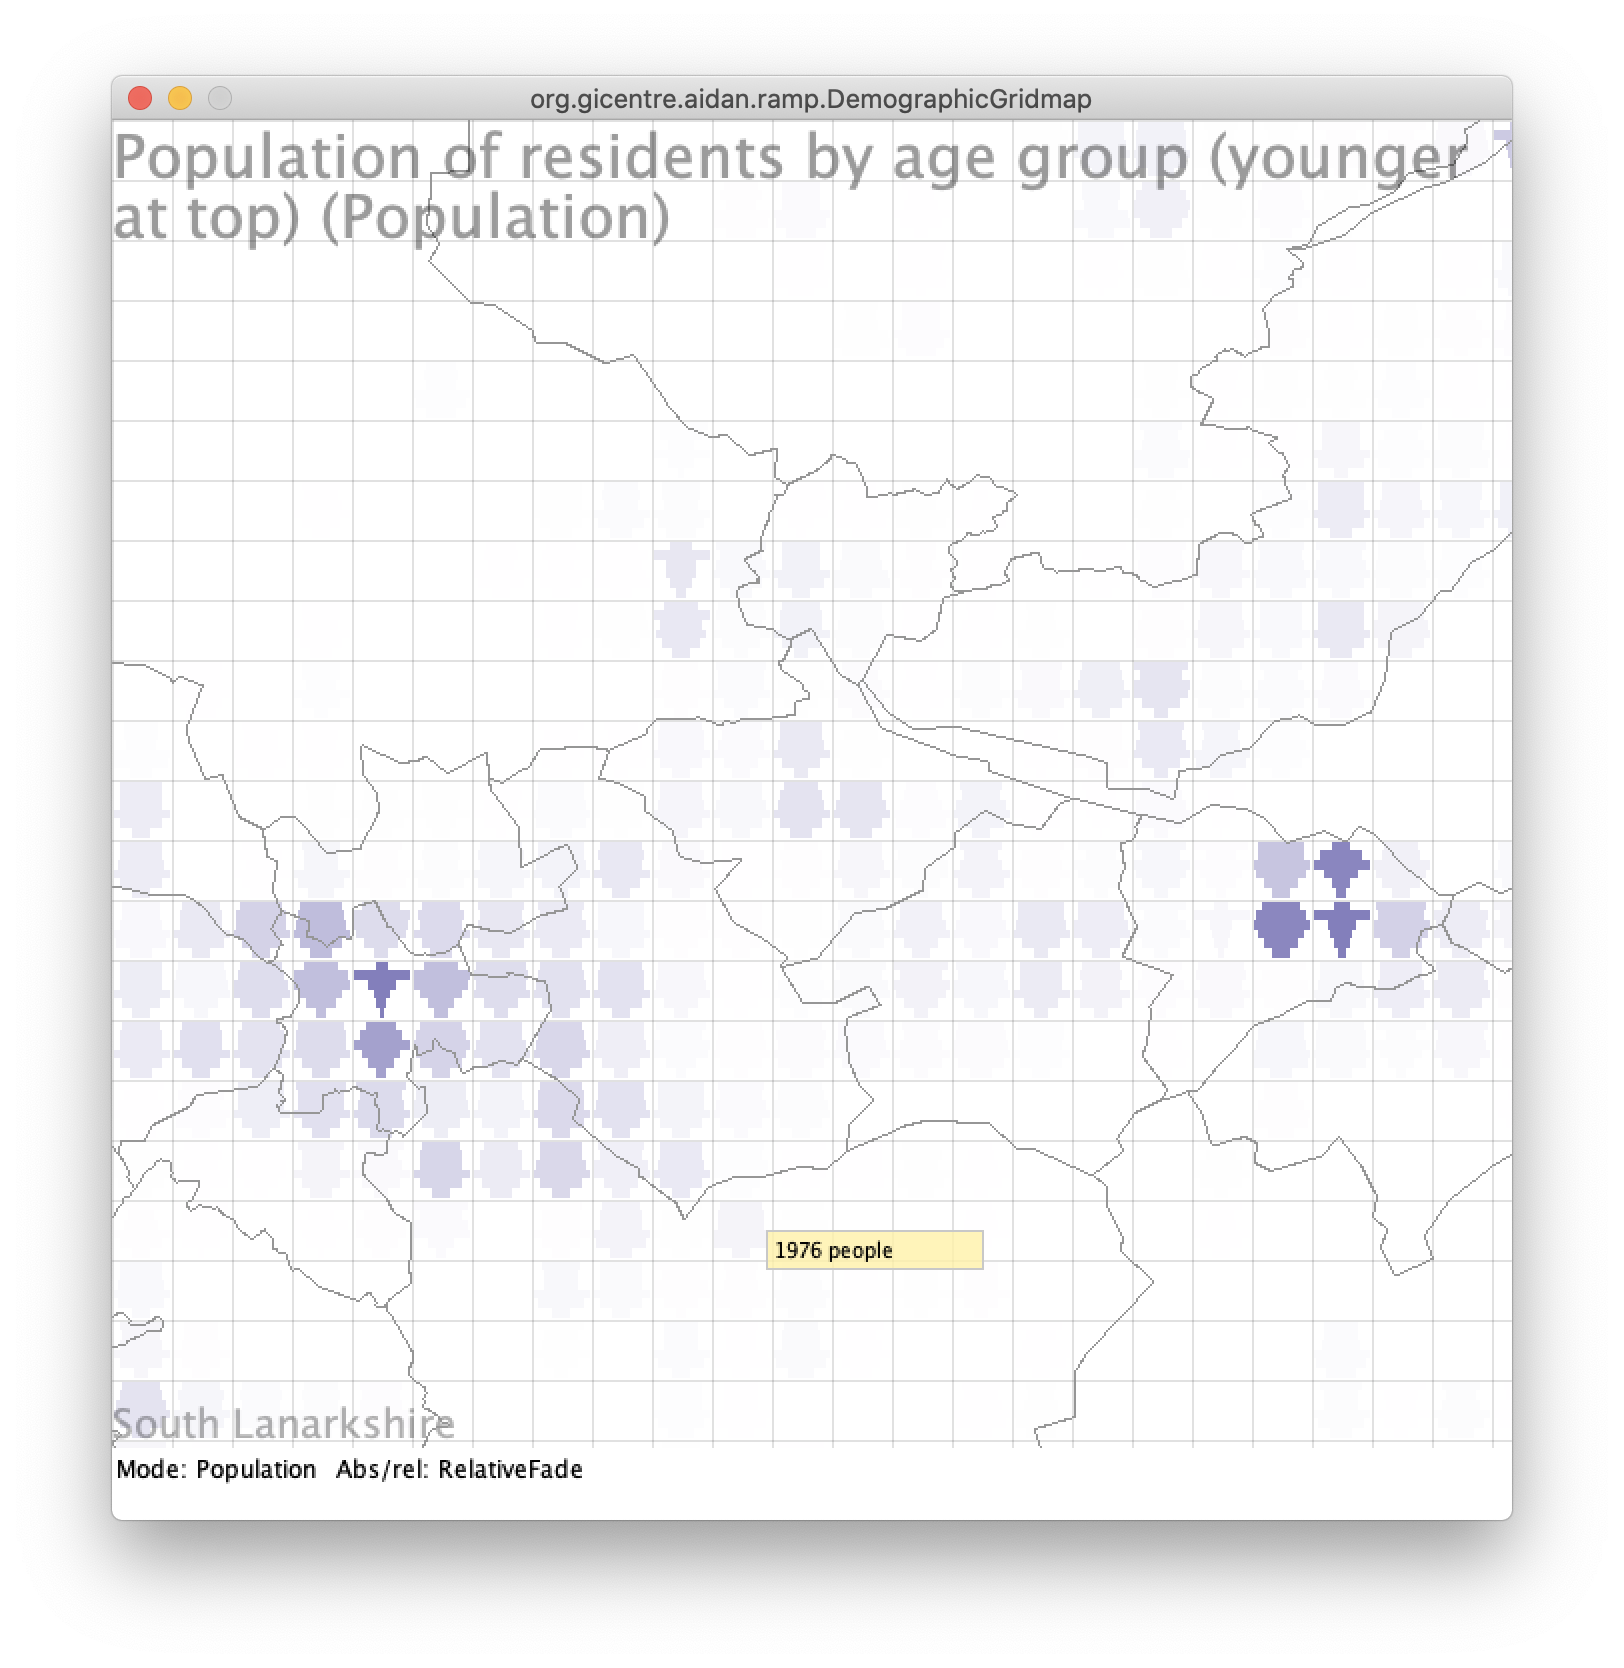 org.gicentre.aidan.ramp.DemographicGridmap
Population of residents by age group (younger
at top) (Population)
1976 people
South Lanarkshire
Mode: Population Abs/rel: RelativeFade